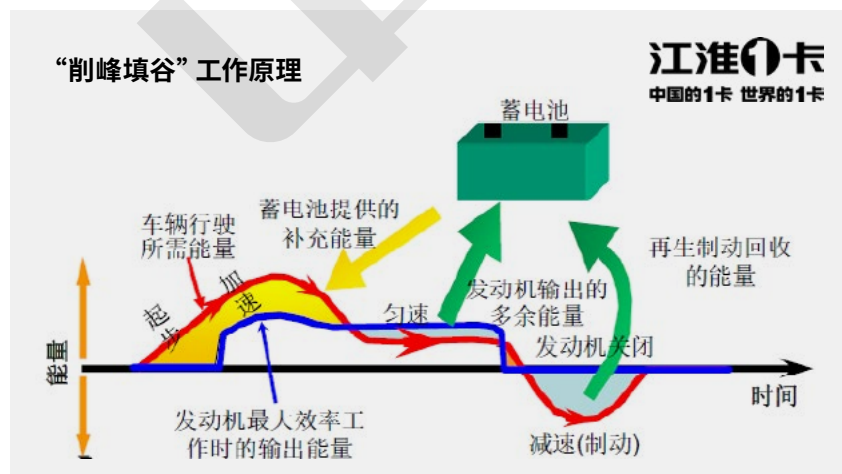 “削峰填谷”工作原理
江淮1卡
中国的1卡 世界的1卡
蓄电池
车辆行驶
所需能量
蓄电池提供的
补充能量
再生制动回收
的能量
起步
加速
匀速
发动机输出的
多余能量
发动机关闭
能量
时间
发动机最人效率工
作时的输出能量
减速(制动)